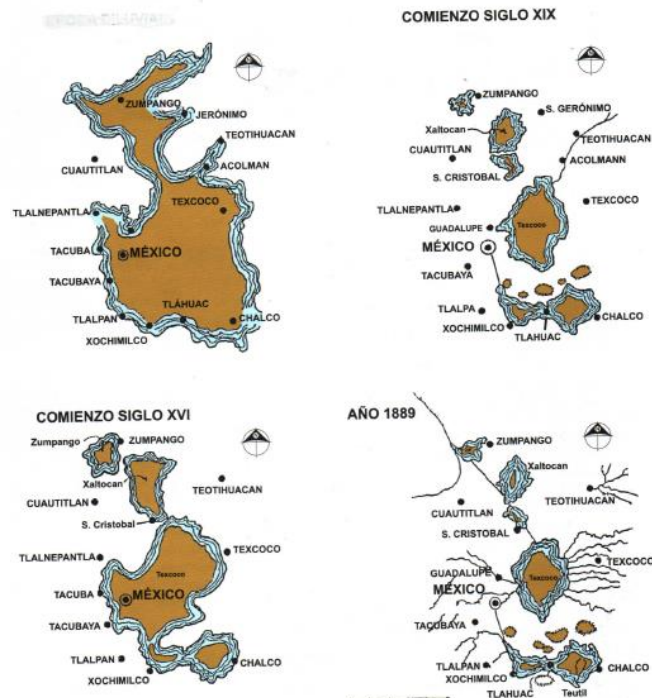 ZUMPANGO
JERÓNIMO
TEOTIHUACAN
CUAUTITLAN
ACOLMAN
TEXCOCO
TLALNEPANTLA
TACUBA
MÉXICO
TACUBAYA
TLÁHUAC
TLALPAN
CHALCO
XOCHIMILCO
COMIENZO SIGLO XIX
ZUMPANGO
S. GERÓNIMO
Xaltocan
TEOTIHUACAN
CUAUTITLAN
ACOLMANN
S. CRISTOBAL
TEXCOCO
TLALNEPANTLA
GUADALUPE
Texcoco
MÉXICO
TACUBAYA
TLALPA
CHALCO
XOCHIMILCO
TLAHUAC
COMIENZO SIGLO XVI
Zumpango
ZUMPANGO
Xaltocan
TEOTIHUACAN
CUAUTITLAN
S. Cristobal
TLALNEPANTLA
TEXCOCO
Texcoco
TACUBA
MÉXICO
TACUBAYA
TLALPAN
CHALCO
XOCHIMILCO
AÑO 1889
ZUMPANGO
Xaltocan
TEOTIHUACAN
CUAUTITLAN
S. CRISTOBAL
TEXCOCO
GUADALUPE
Texcoco
MÉXICO
TACUBAYA
TLALPAN
CHALCO
XOCHIMILCO
TLAHUAC
Teutil